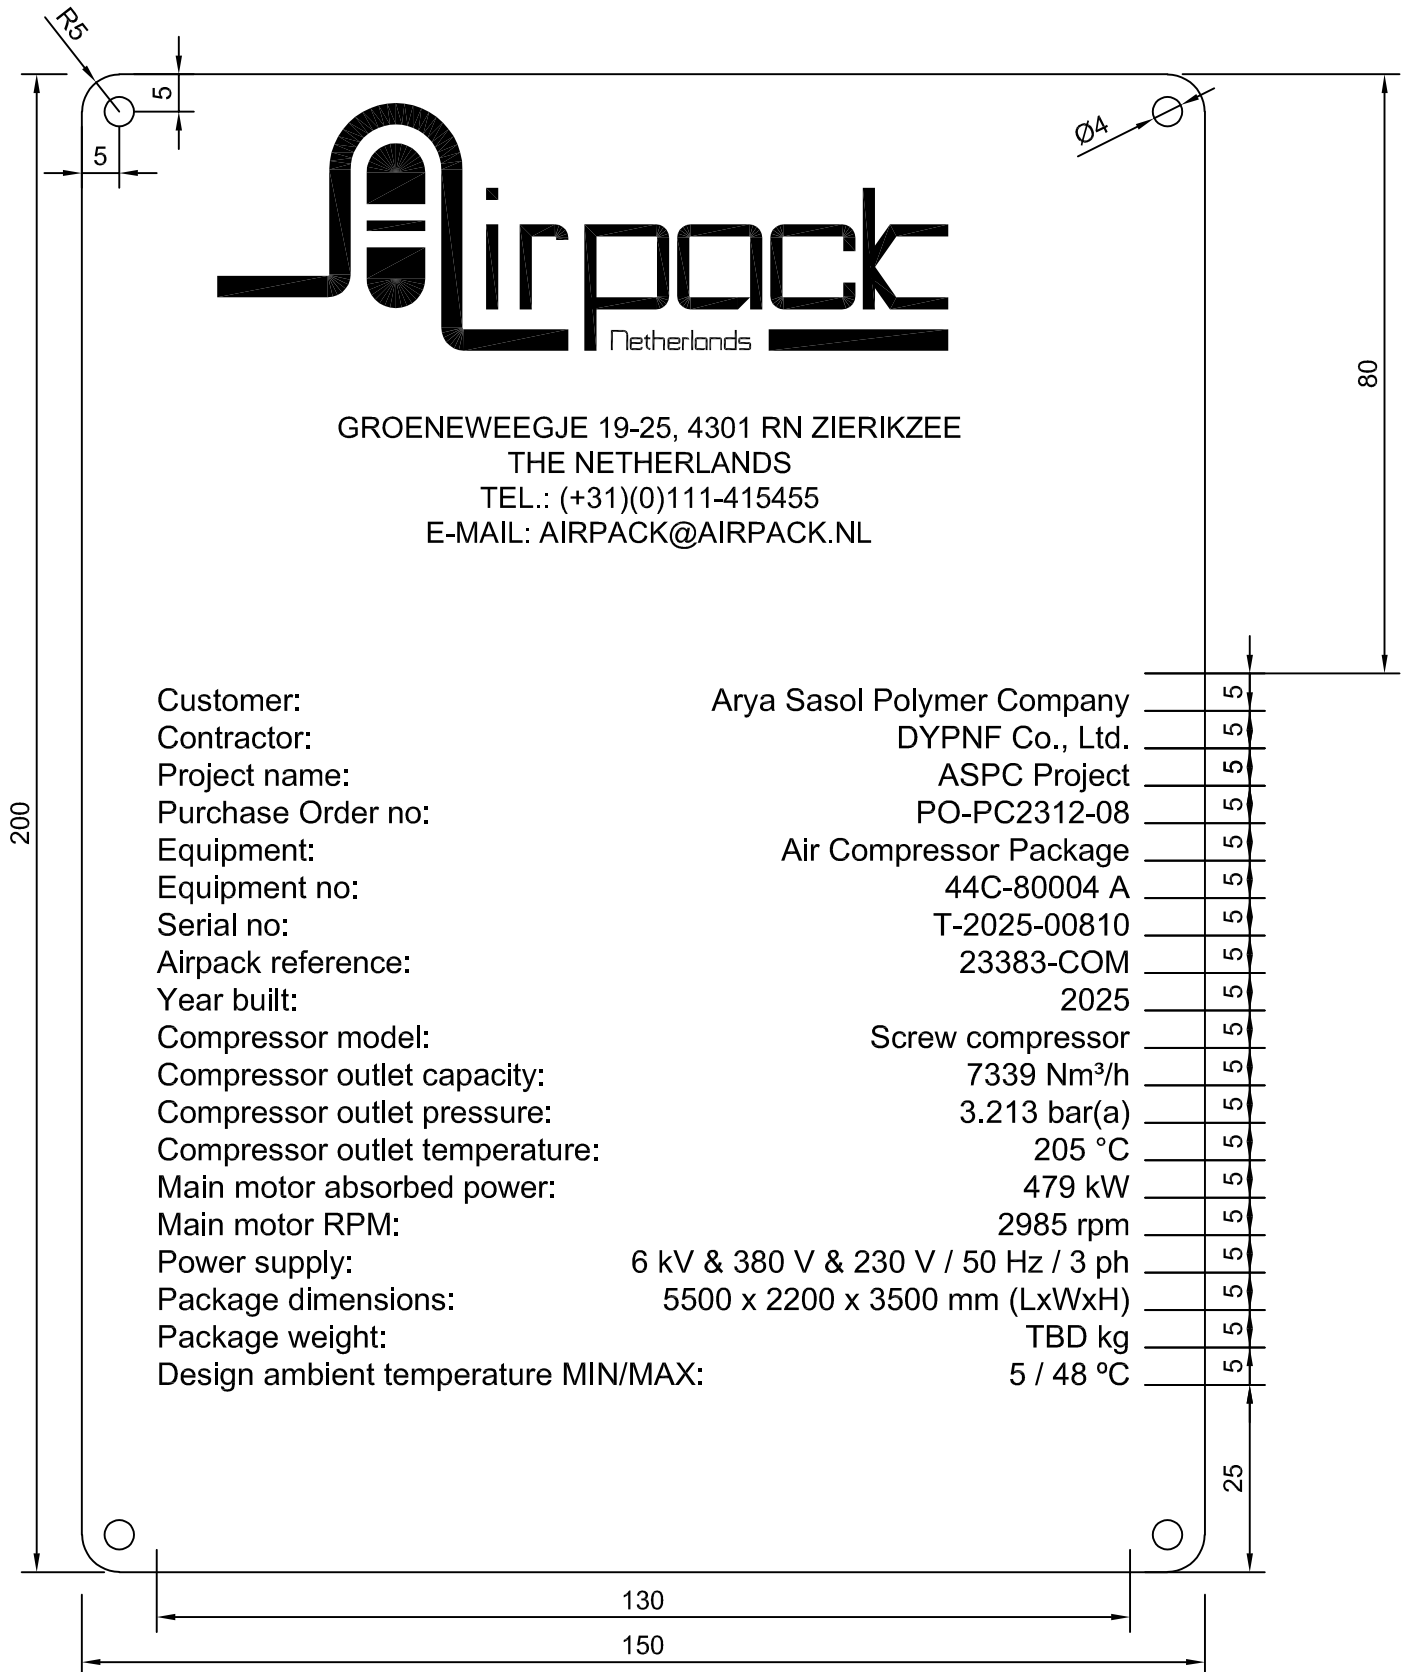 R5
5
5
Ø4
Airpack
Netherlands
80
GROENEWEEGJE 19-25, 4301 RN ZIERIKZEE
THE NETHERLANDS
TEL.: (+31)(0)111-415455
E-MAIL: AIRPACK@AIRPACK.NL
200
Customer: Arya Sasol Polymer Company 5
Contractor: DYPNF Co., Ltd. 5
Project name: ASPC Project 5
Purchase Order no: PO-PC2312-08 5
Equipment: Air Compressor Package 5
Equipment no: 44C-80004 A 5
Serial no: T-2025-00810 5
Airpack reference: 23383-COM 5
Year built: 2025 5
Compressor model: Screw compressor 5
Compressor outlet capacity: 7339 Nm³/h 5
Compressor outlet pressure: 3.213 bar(a) 5
Compressor outlet temperature: 205 °C 5
Main motor absorbed power: 479 kW 5
Main motor RPM: 2985 rpm 5
Power supply: 6 kV & 380 V & 230 V / 50 Hz / 3 ph 5
Package dimensions: 5500 x 2200 x 3500 mm (LxWxH) 5
Package weight: TBD kg 5
Design ambient temperature MIN/MAX: 5 / 48 ºC 5
25
130
150